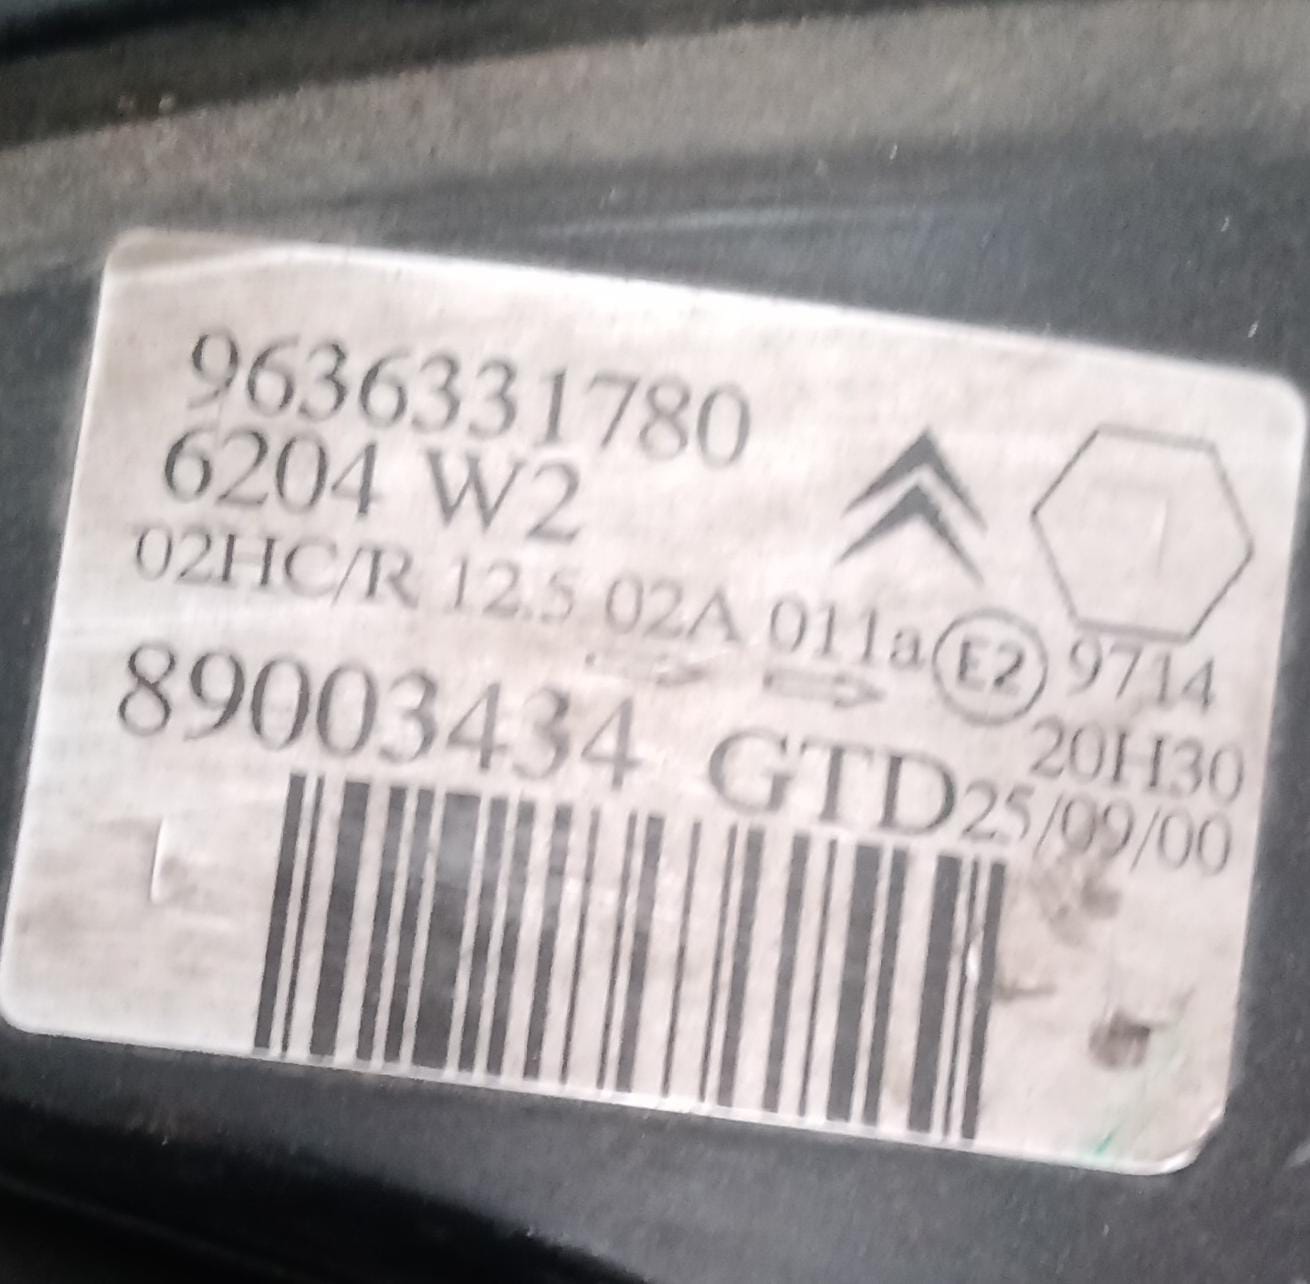 9636331780
6204 W2
02HC/R 12.5 02A 011a E2 9714
20H30
89003434 GTD 25/09/00